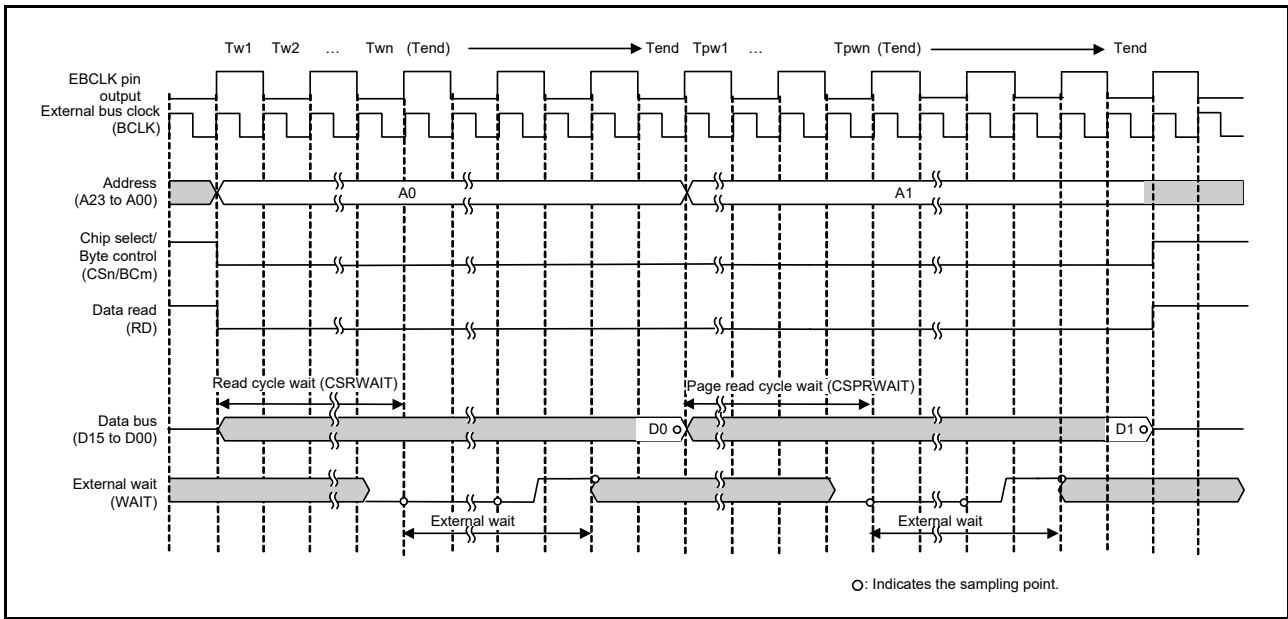 Tw1 Tw2 … Twn (Tend) Tend Tpw1 … Tpwn (Tend) Tend
EBCLK pin
output
External bus clock
(BCLK)
Address
(A23 to A00)
A0 A1
Chip select/
Byte control
(CSn/BCm)
Data read
(RD)
Read cycle wait (CSRWAIT) Page read cycle wait (CSPRWAIT)
Data bus
(D15 to D00)
D0 D1
External wait
(WAIT)
External wait External wait
: Indicates the sampling point.